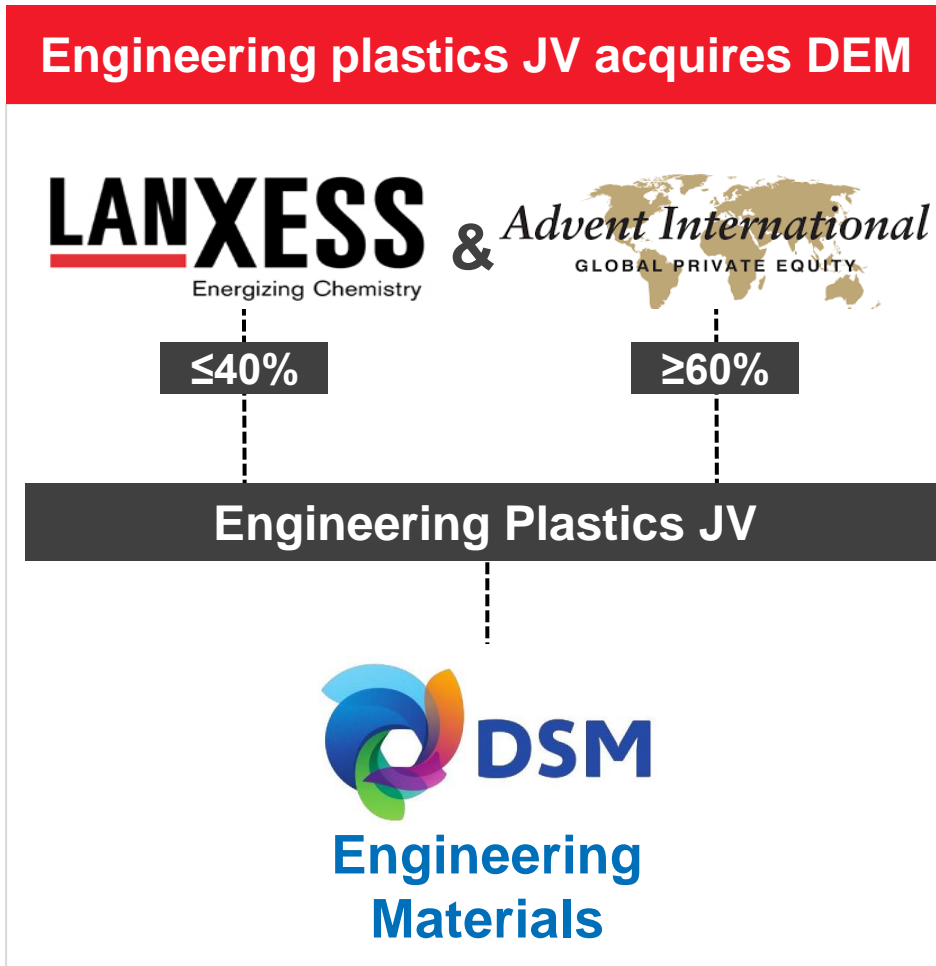 Engineering plastics JV acquires DEM
LANXESS
Energizing Chemistry
&
Advent International
GLOBAL PRIVATE EQUITY
≤40%
≥60%
Engineering Plastics JV
DSM
Engineering
Materials